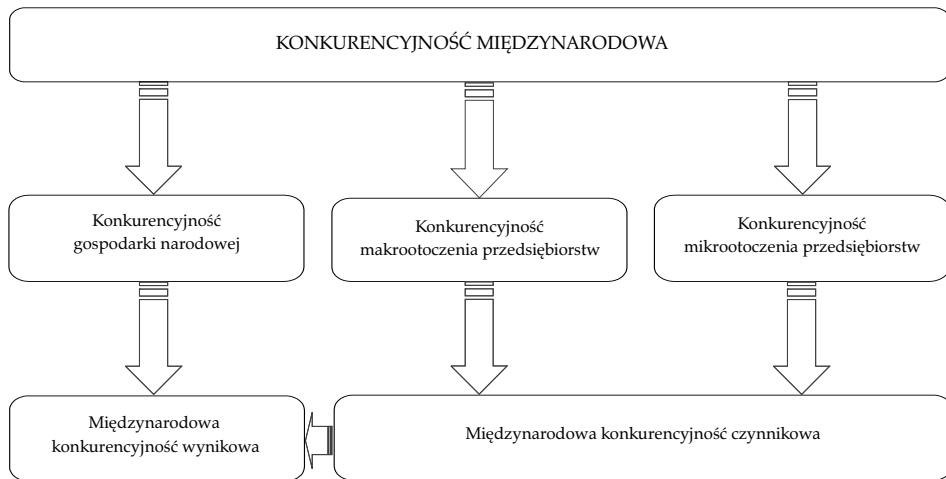 KONKURENCYJNOŚĆ MIĘDZYNARODOWA
Konkurencyjność
gospodarki narodowej
Konkurencyjność
makrootoczenia przedsiębiorstw
Konkurencyjność
mikrootoczenia przedsiębiorstw
Międzynarodowa
konkurencyjność wynikowa
Międzynarodowa konkurencyjność czynnikowa